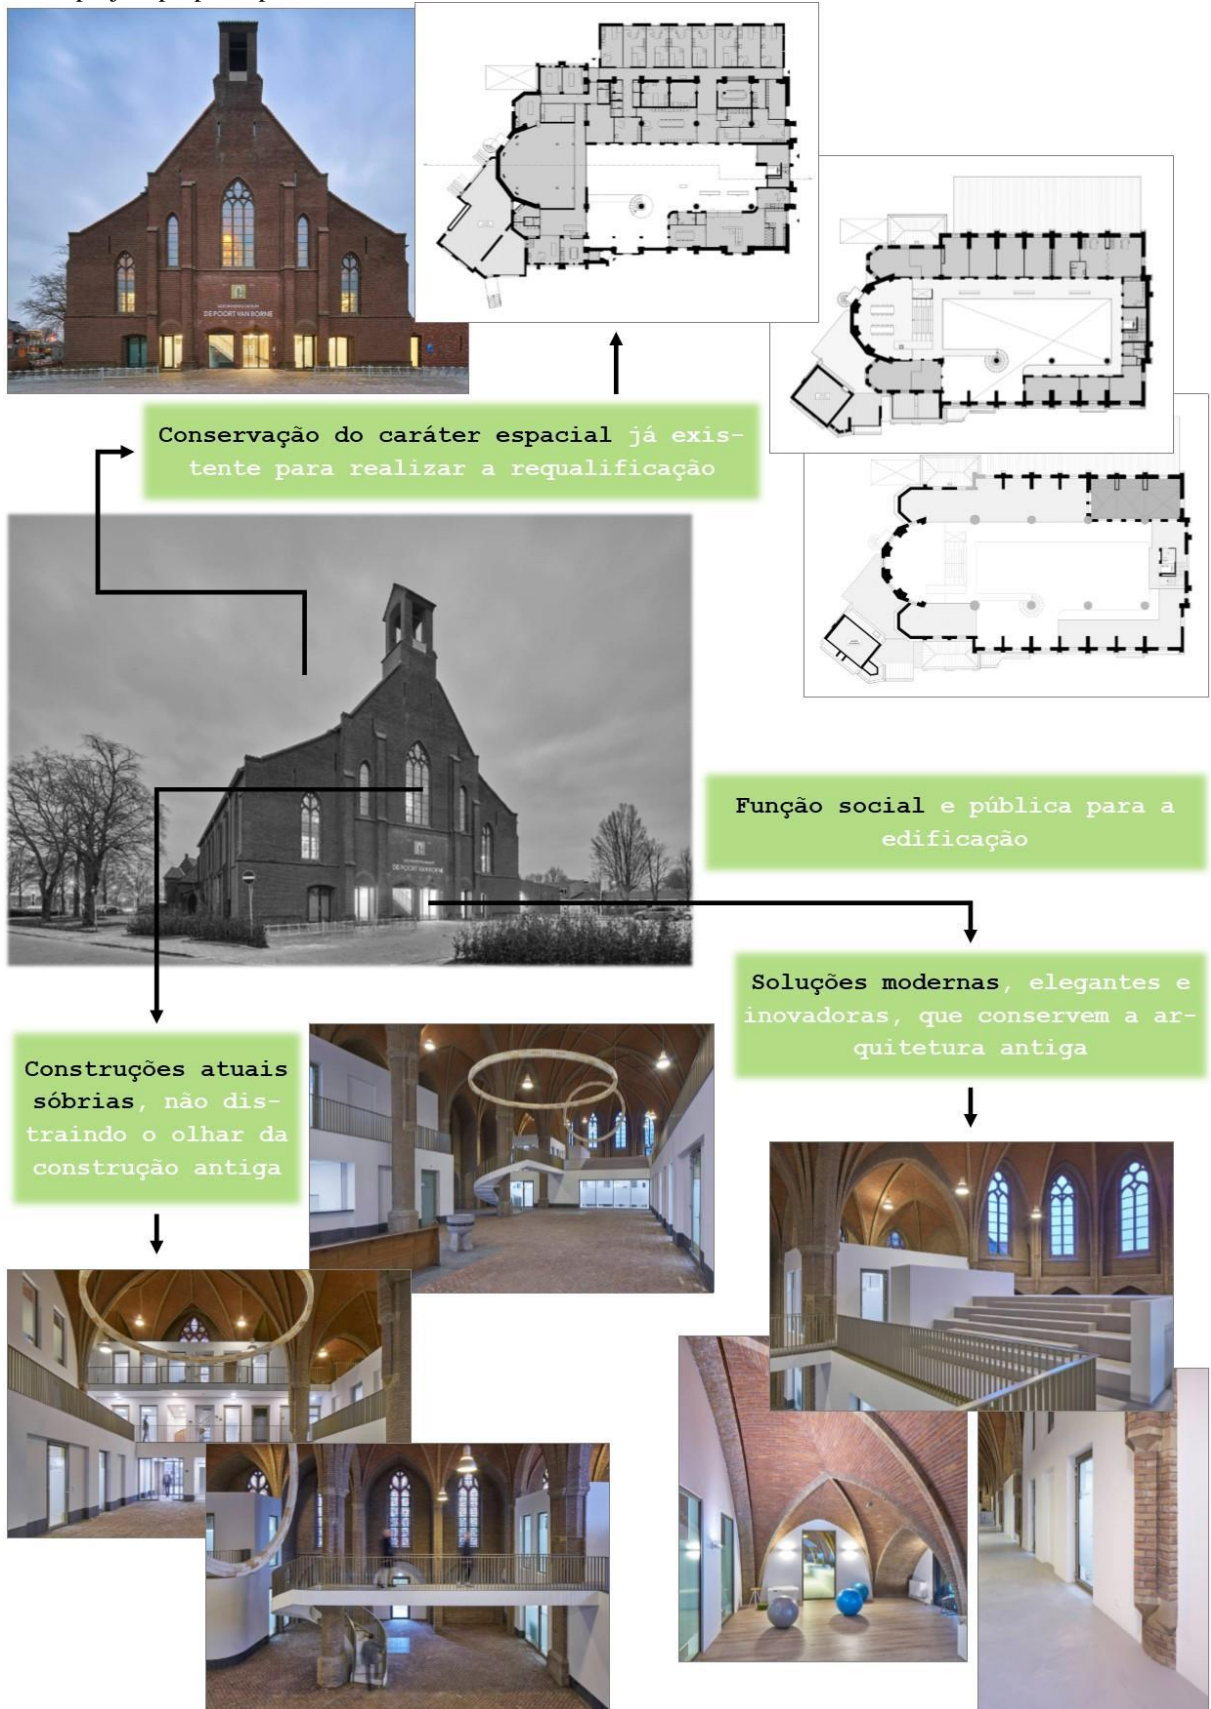 DE POORT VAN BORNE
Conservação do caráter espacial já exis-
tente para realizar a requalificação
DE POORT VAN BORNE
Função social e pública para a
edificação
Soluções modernas, elegantes e
inovadoras, que conservem a ar-
quitetura antiga
Construções atuais
sóbrias, não dis-
traindo o olhar da
construção antiga